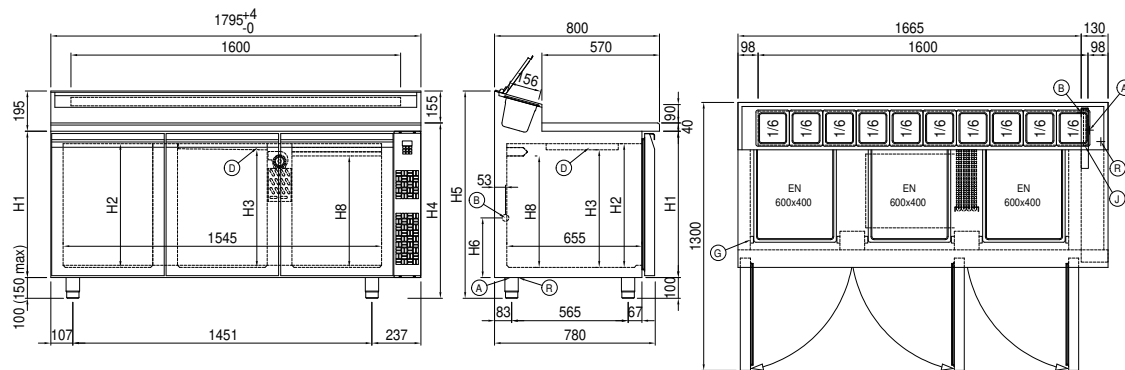 1795+4 -0
1600
195
155
H1
H2
H3
H8
H4
D
1545
100 (150 max)
107
1451
237
800
570
156
90
40
H5
53
B
H6
H8
D
H3
H2
H1
655
A
R
100
83
565
67
780
1665
130
98
1600
98
B
A
1/6
1/6
1/6
1/6
1/6
1/6
1/6
1/6
1/6
1/6
R
J
EN 
600x400
EN
600x400
EN
600x400
G
1300